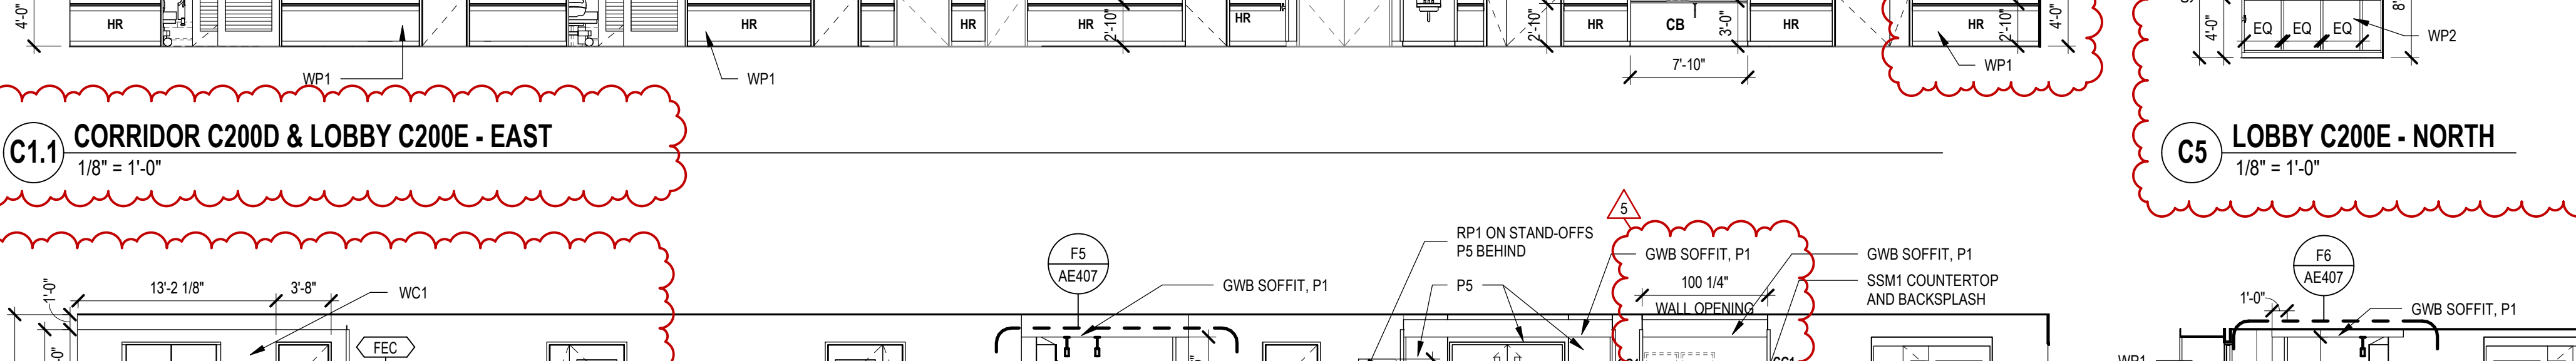 4'-0"
HR
HR
HR
HR
HR
2'-10"
HR
2'-10"
HR
CB
3'-0"
HR
HR
2'-10"
4'-0"
4'-0"
EQ
EQ
EQ
WP2
WP1
WP1
7'-10"
WP1
C1.1
CORRIDOR C200D & LOBBY C200E - EAST
1/8" = 1'-0"
C5
LOBBY C200E - NORTH
1/8" = 1'-0"
5
1'-0"
13'-2 1/8"
3'-8"
WC1
FEC
F5
AE407
GWB SOFFIT, P1
RP1 ON STAND-OFFS
P5 BEHIND
P5
GWB SOFFIT, P1
100 1/4"
WALL OPENING
GWB SOFFIT, P1
SSM1 COUNTERTOP
AND BACKSPLASH
F6
AE407
1'-0"
GWB SOFFIT, P1
WP1